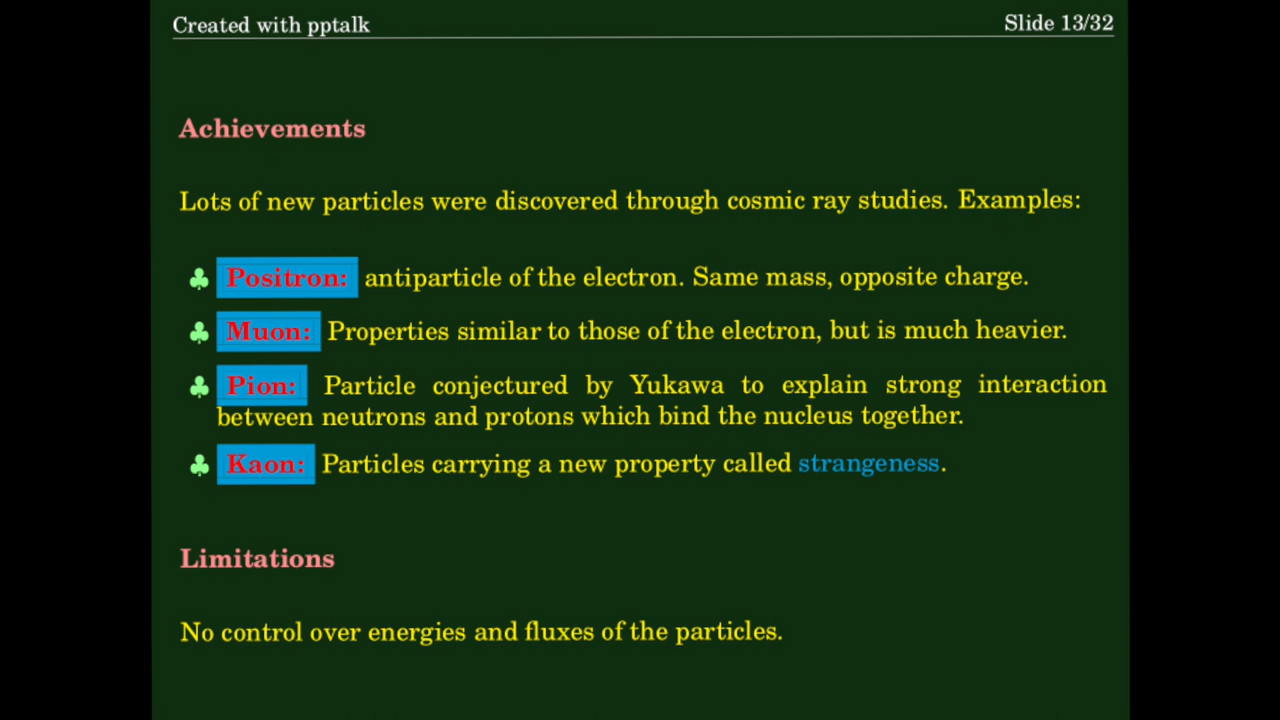 Created with pptalk
Slide 13/32
Achievements
Lots of new particles were discovered through cosmic ray studies. Examples:
♣ Positron: antiparticle of the electron. Same mass, opposite charge.
♣ Muon: Properties similar to those of the electron, but is much heavier.
♣ Pion: Particle conjectured by Yukawa to explain strong interaction
between neutrons and protons which bind the nucleus together.
♣ Kaon: Particles carrying a new property called strangeness.
Limitations
No control over energies and fluxes of the particles.